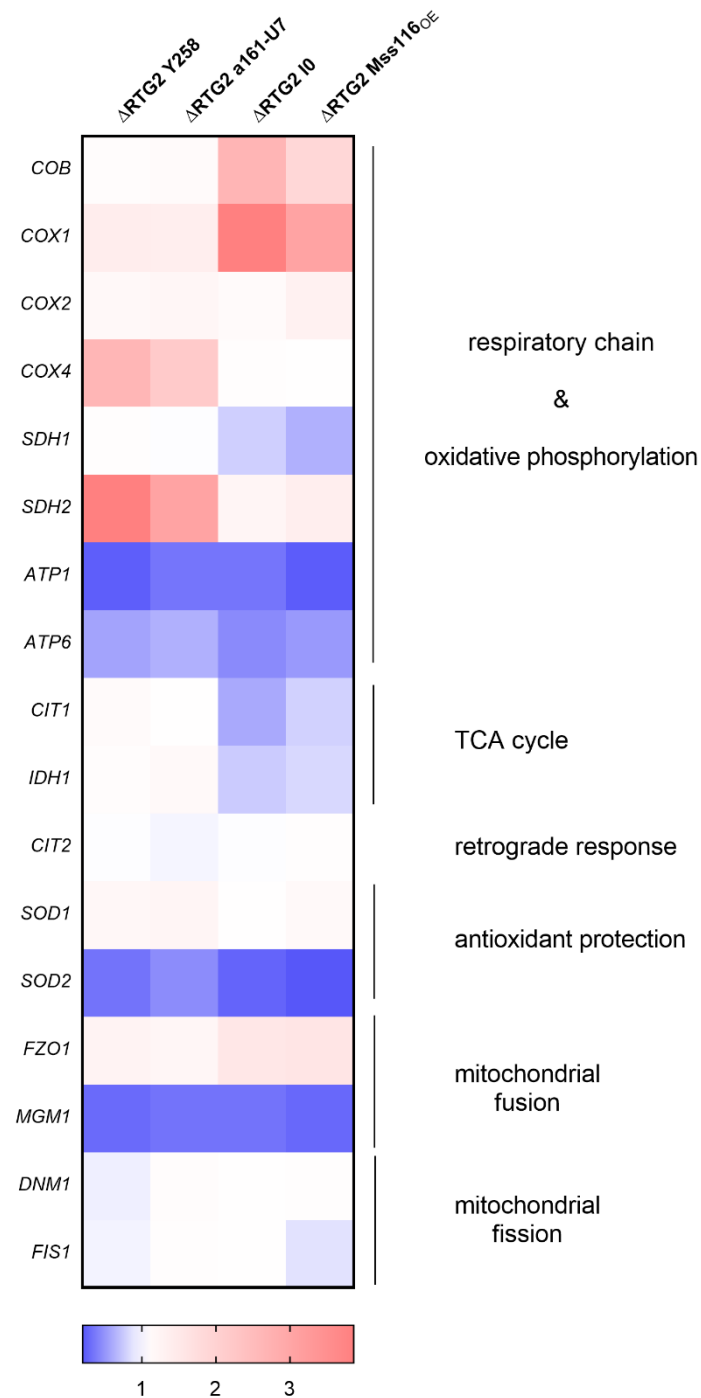 ΔRTG2 Y258
ΔRTG2 a161-U7
ΔRTG2 I0
ΔRTG2 Mss116OE
COB
COX1
COX2
COX4
SDH1
SDH2
ATP1
ATP6
CIT1
IDH1
CIT2
SOD1
SOD2
FZO1
MGM1
DNM1
FIS1
respiratory chain
&
oxidative phosphorylation
TCA cycle
retrograde response
antioxidant protection
mitochondrial
fusion
mitochondrial
fission
1 2 3